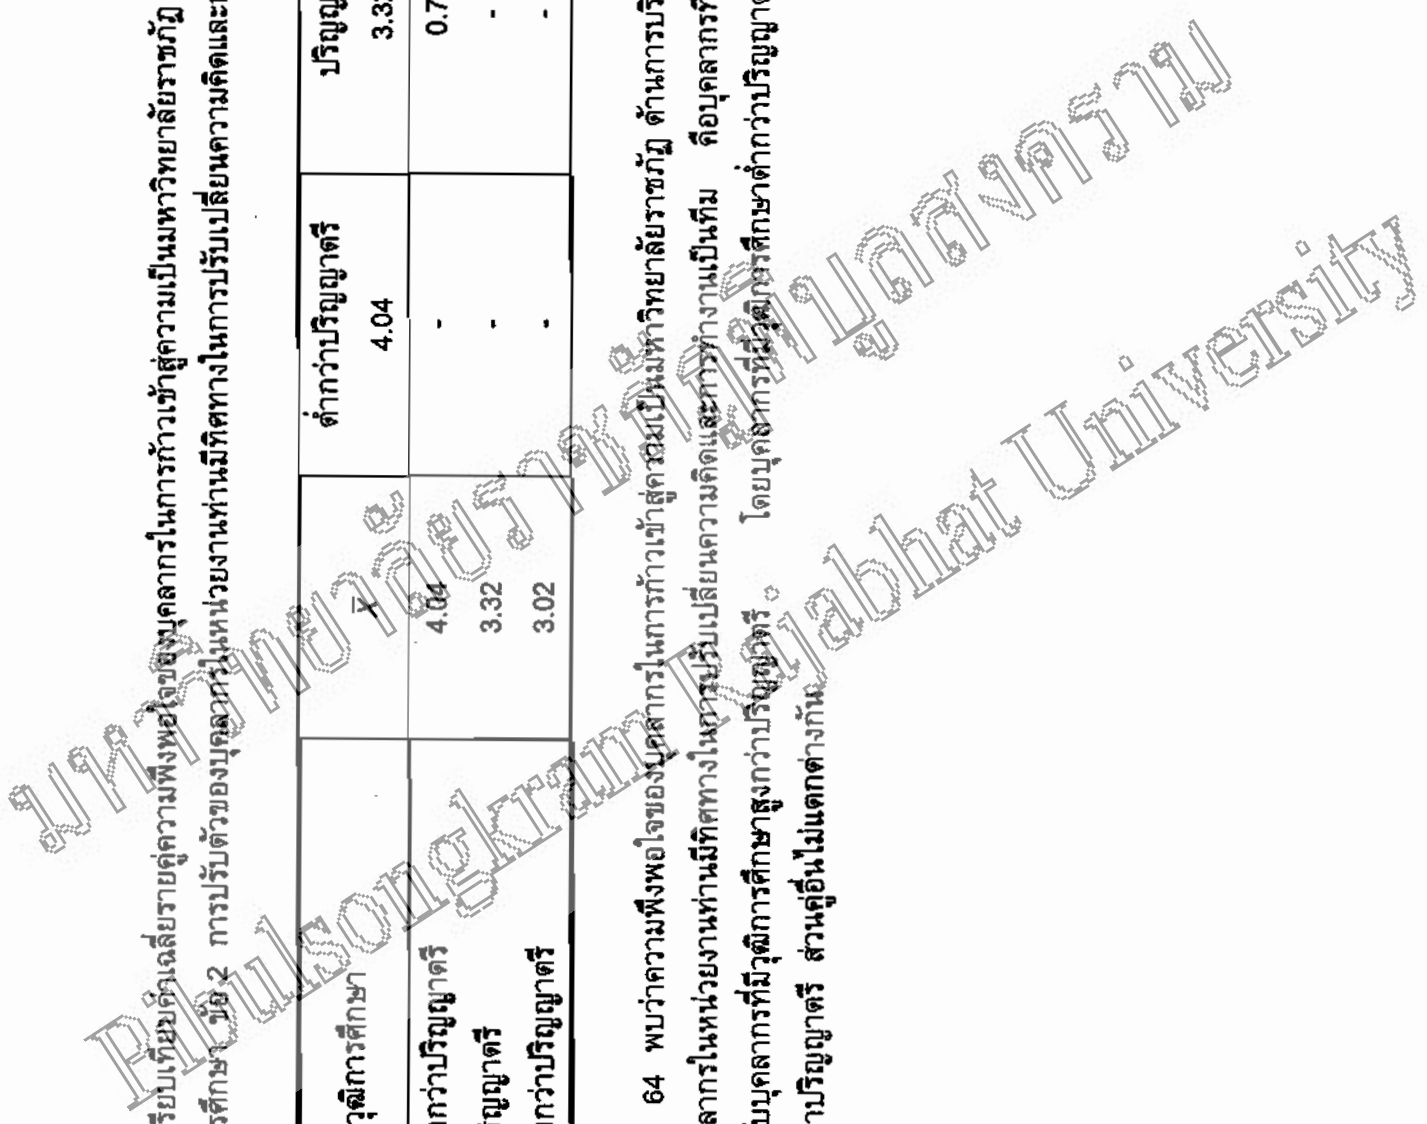 รียบเทียบค่าเฉลี่ยรายคู่ความพึงพอใจของบุคลากรในการก้าวเข้าสู่ความเป็นมหาวิทยาลัยราชภัฏ
รศึกษา ข้อ 2 การปรับตัวของบุคลากรในหน่วยงานท่านมีทิศทางในการปรับเปลี่ยนความคิดและ
วุฒิการศึกษา X̄ ต่ำกว่าปริญญาตรี ปริญญ
4.04 3.3
ากว่าปริญญาตรี 4.04 - 0.7
ญญาตรี 3.32 - -
กว่าปริญญาตรี 3.02 - -
64 พบว่าความพึงพอใจของบุคลากรในการก้าวเข้าสู่ความเป็นมหาวิทยาลัยราชภัฏ ด้านการบริ
ลากรในหน่วยงานท่านมีทิศทางในการปรับเปลี่ยนความคิดและการทำงานเป็นทีม คือบุคลากรที่
ับบุคลากรที่มีวุฒิการศึกษาสูงกว่าปริญญาตรี โดยบุคลากรที่มีวุฒิการศึกษาต่ำกว่าปริญญาต
าปริญญาตรี ส่วนคู่อื่นไม่แตกต่างกัน
มหาวิทยาลัยราชภัฏพิบูลสงคราม
Pibulsongkram Rajabhat University